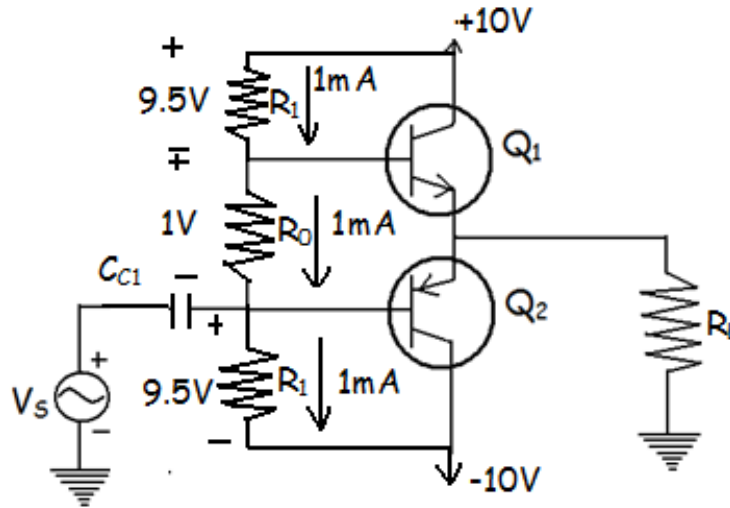 + +10V
1mA
9.5V R1
Q1
+
1V R0 1mA
CC1 −
+ Q2
+
VS
−
9.5V R1 1mA
−
-10V